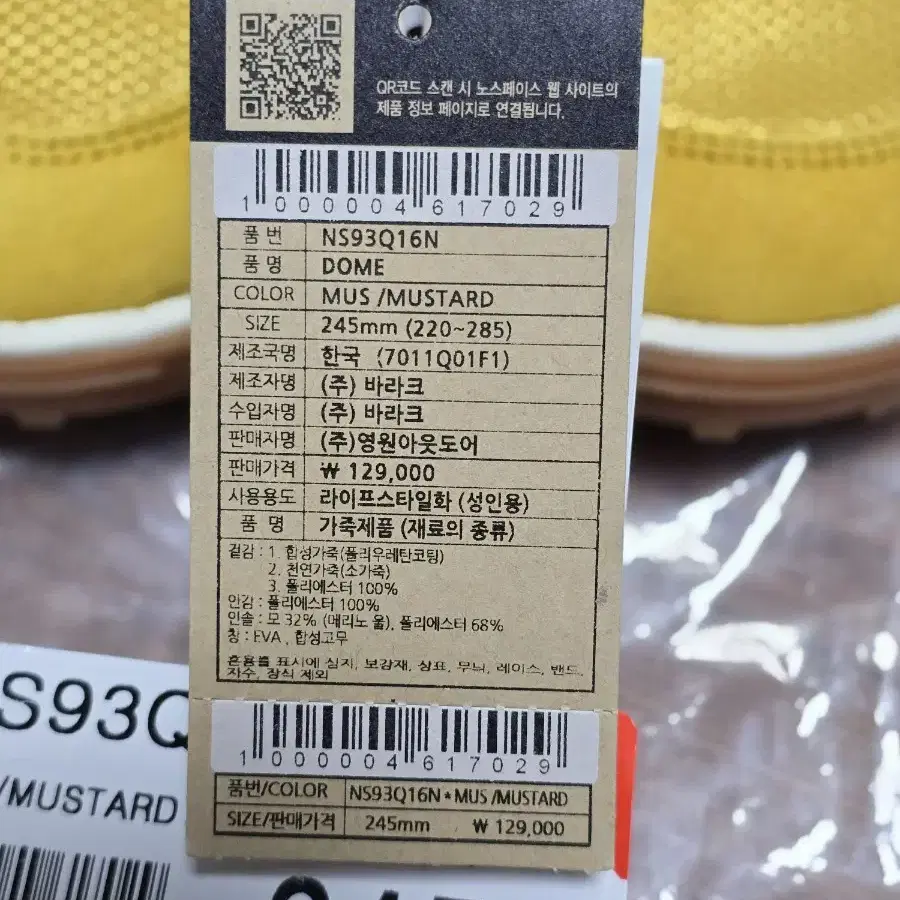 QR코드 스캔 시 노스페이스 웹 사이트의
제품 정보 페이지로 연결됩니다.
1000004617029
품 번 NS93Q16N
품 명 DOME
COLOR MUS /MUSTARD
SIZE 245mm (220~285)
제조국명 한국 (7011Q01F1)
제조자명 (주) 바라크
수입자명 (주) 바라크
판매자명 (주)영원아웃도어
판매가격 ₩ 129,000
사용용도 라이프스타일화 (성인용)
품 명 가죽제품 (재료의 종류)
겉감 : 1. 합성가죽(폴리우레탄코팅)
2. 천연가죽(소가죽)
3. 폴리에스터 100%
안감 : 폴리에스터 100%
인솔 : 모 32% (메리노 울), 폴리에스터 68%
창 : EVA , 합성고무
혼용률 표시에 심지, 보강재, 상표, 무늬, 레이스, 밴드,
자수, 장식 제외
1000004617029
품번/COLOR NS93Q16N * MUS /MUSTARD
SIZE/판매가격 245mm ₩ 129,000
S93Q
/MUSTARD